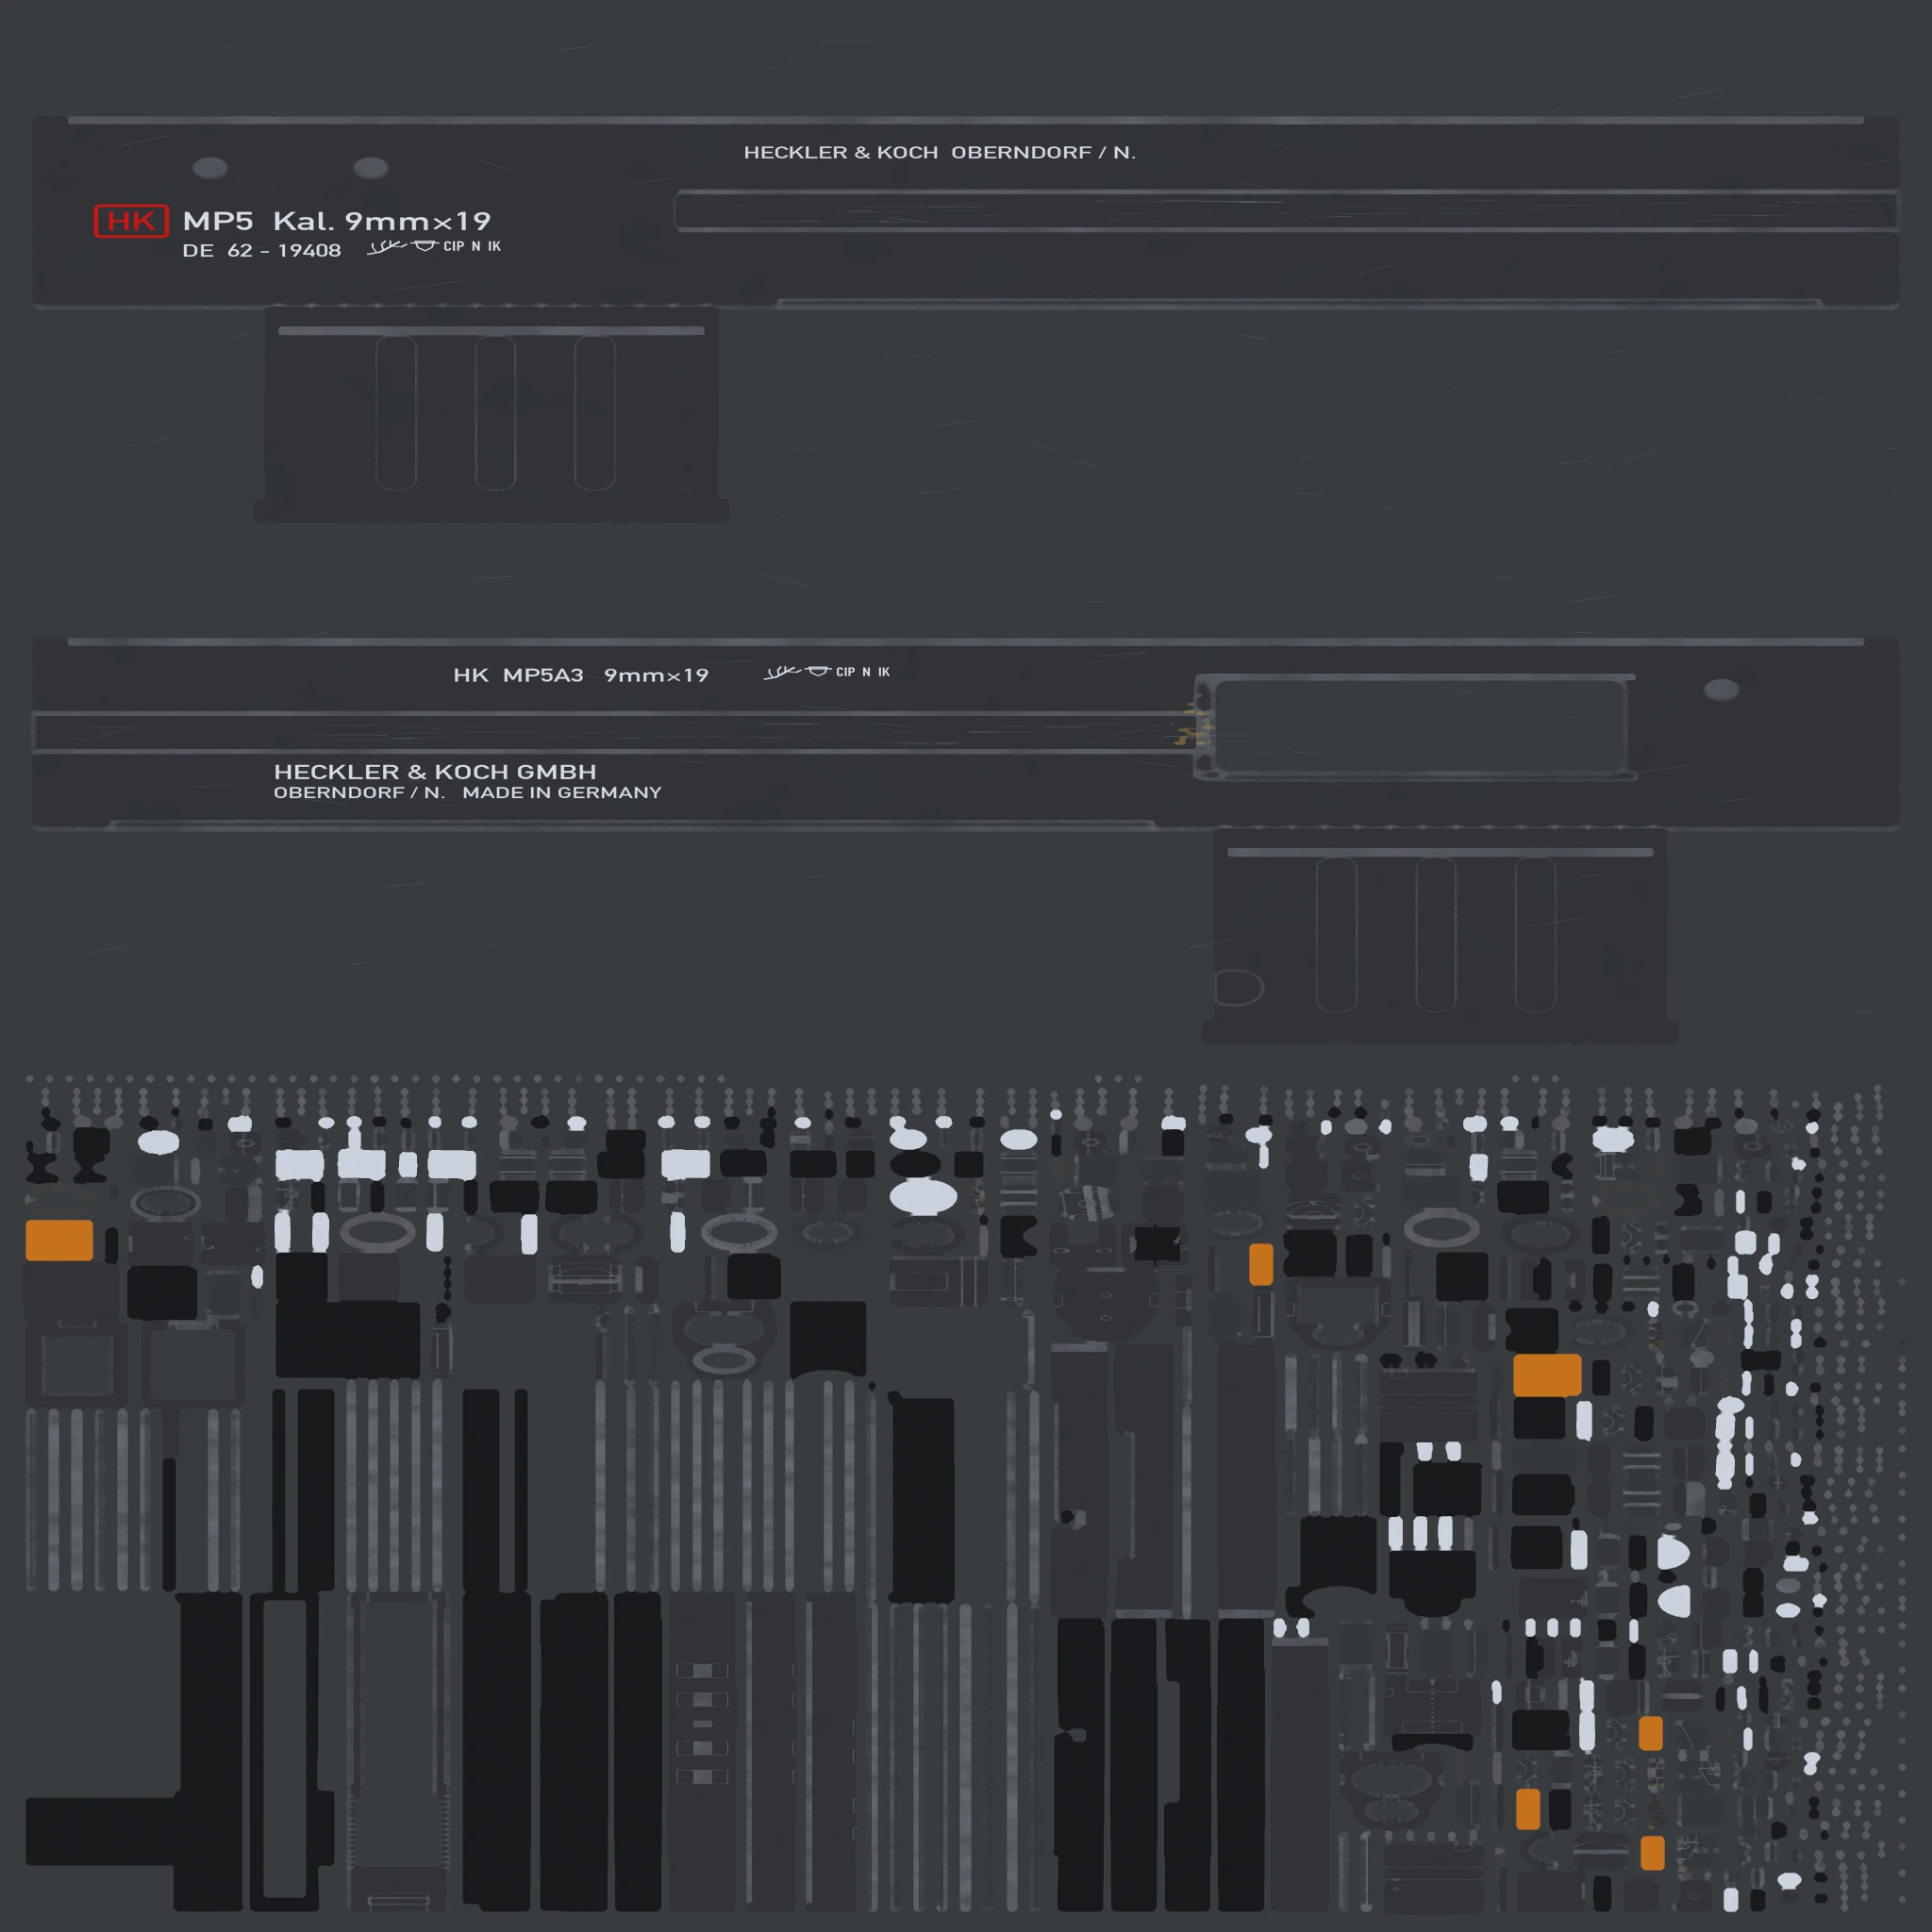 HECKLER & KOCH OBERNDORF / N.
HK MP5 Kal. 9mm×19
DE 62 - 19408 CIP N IK
HK MP5A3 9mm×19 CIP N IK
HECKLER & KOCH GMBH
OBERNDORF / N. MADE IN GERMANY